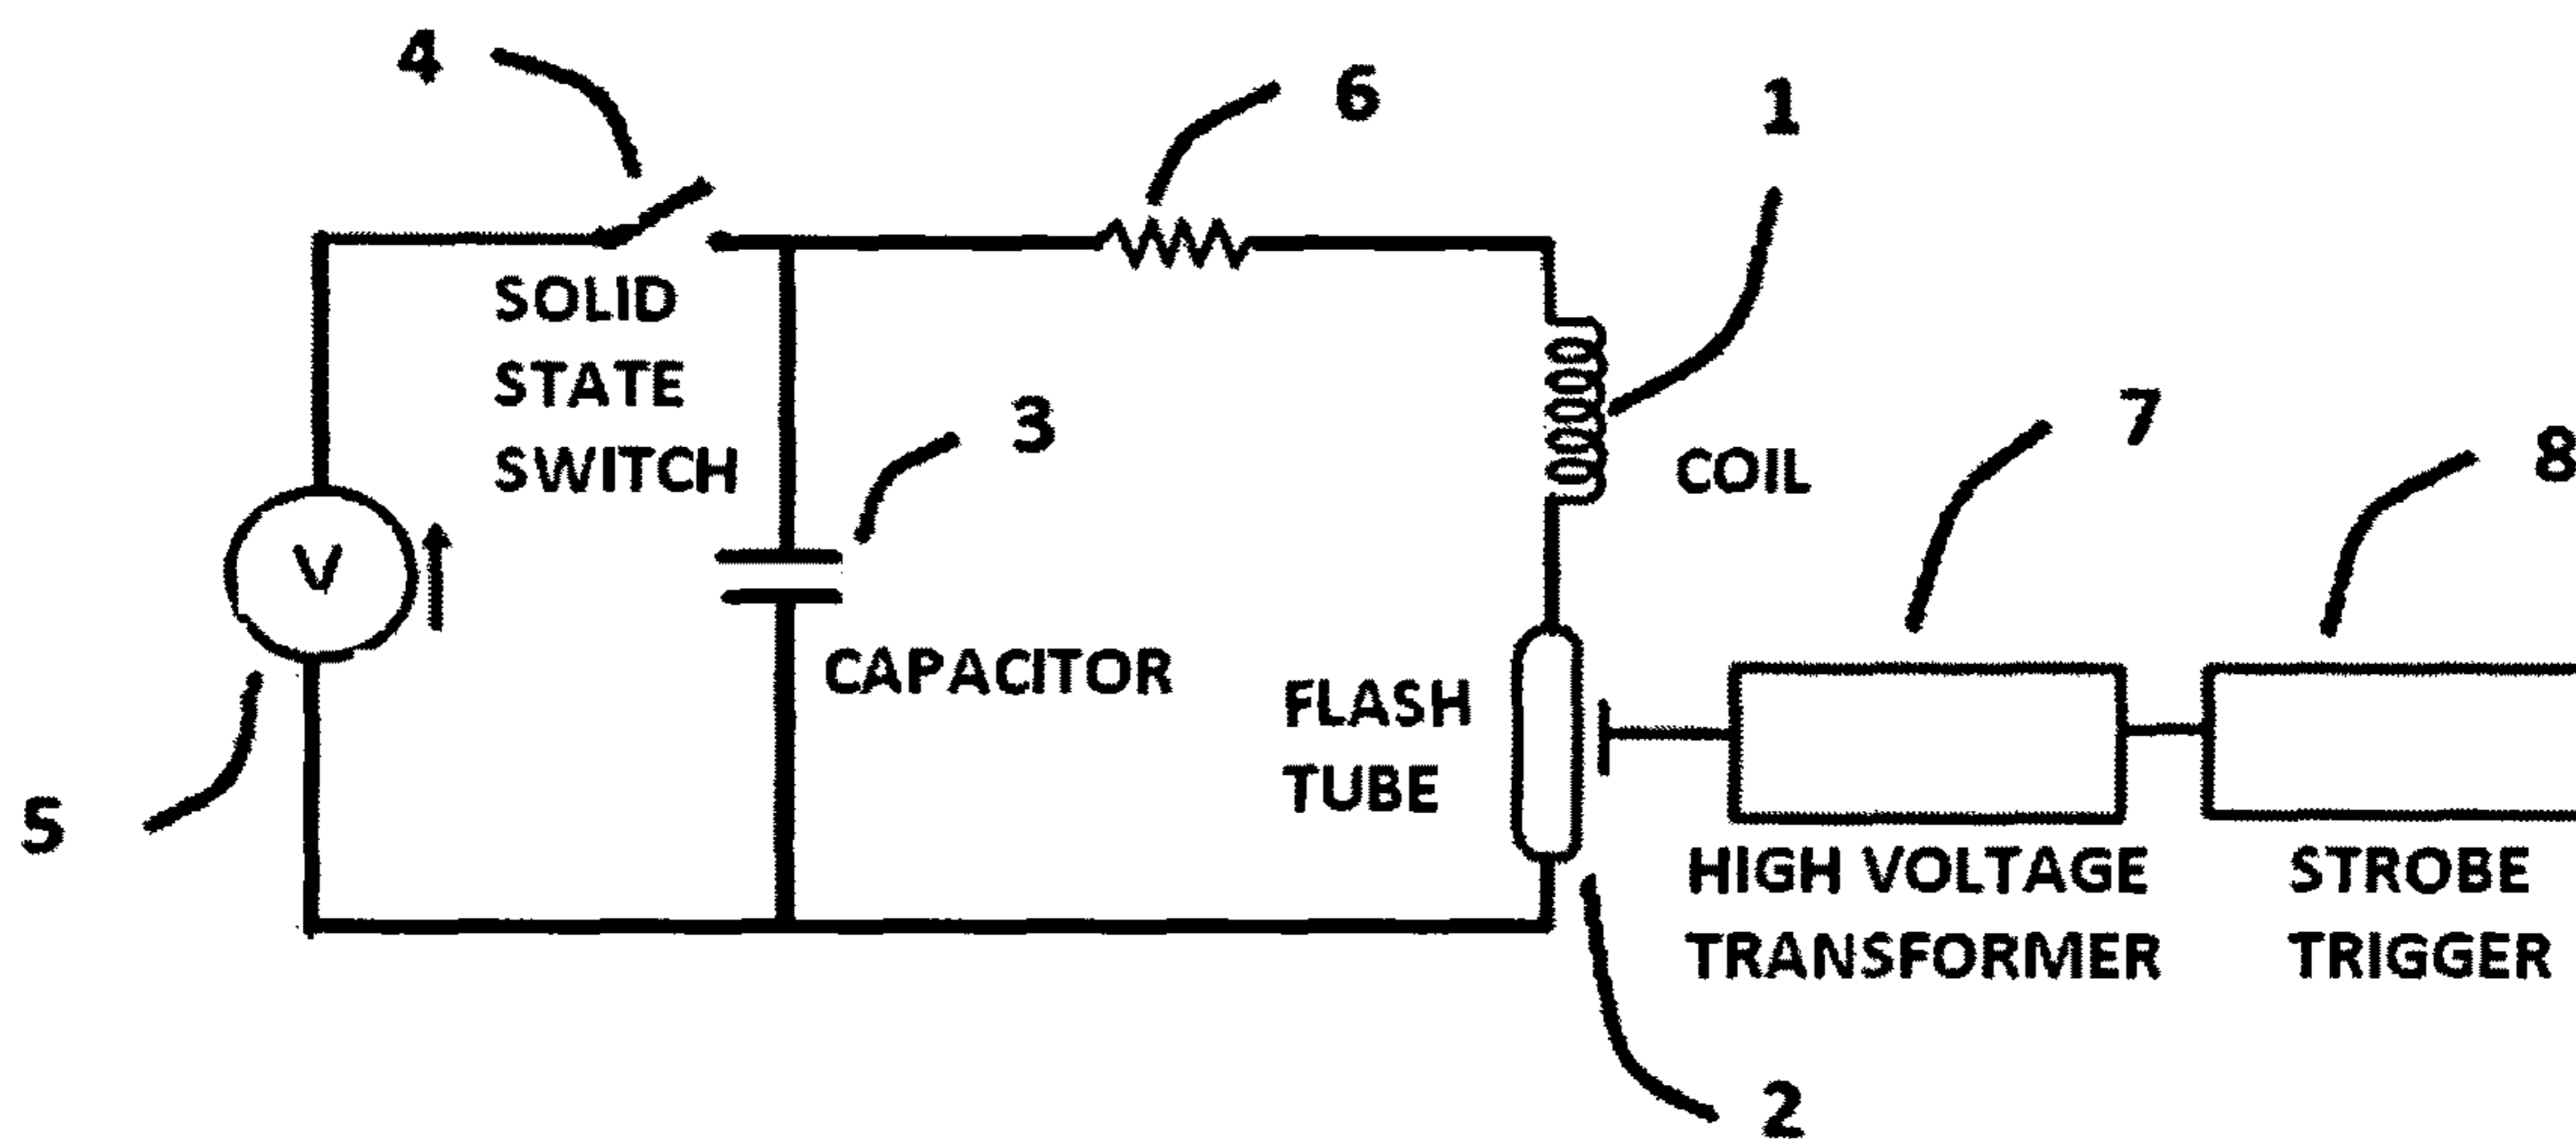 4
6
1
SOLID
STATE
SWITCH
3
COIL
7
8
V
CAPACITOR
FLASH
TUBE
5
HIGH VOLTAGE
TRANSFORMER
STROBE
TRIGGER
2